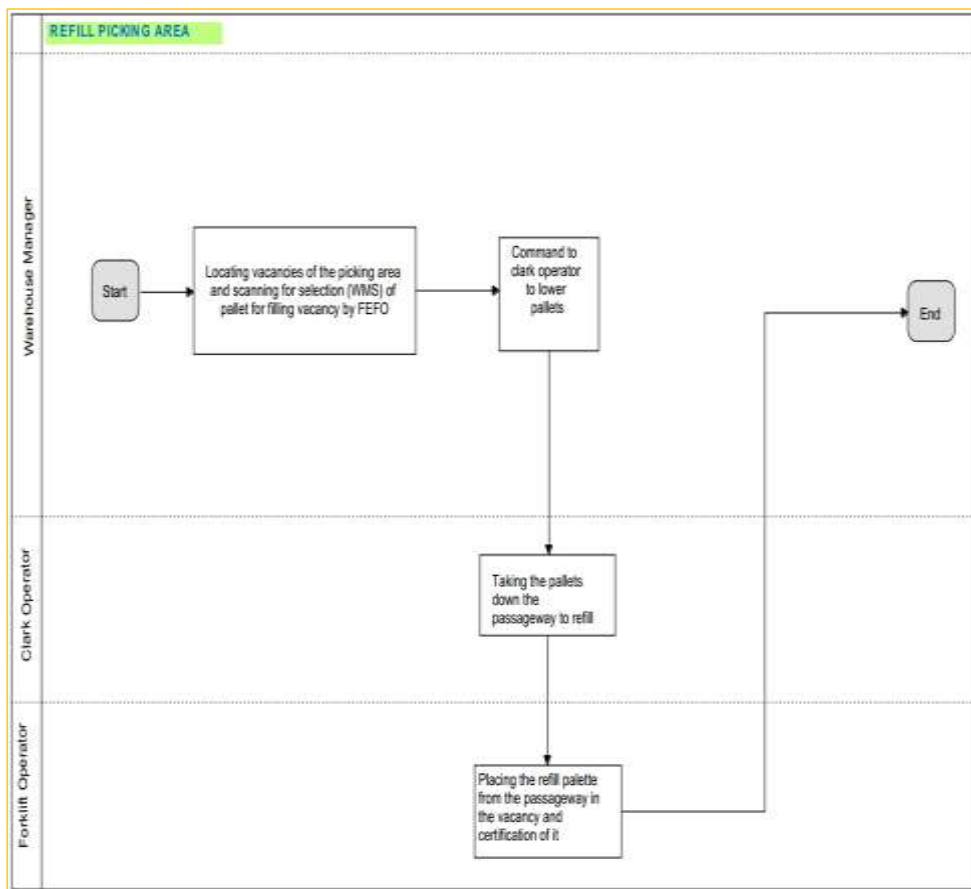 REFILL PICKING AREA
Warehouse Manager
Start
Locating vacancies of the picking area
and scanning for selection (WMS) of
pallet for filling vacancy by FEFO
Command to
clark operator
to lower
pallets
End
Clark Operator
Taking the pallets
down the
passageway to refill
Forklift Operator
Placing the refill palette
from the passageway in
the vacancy and
certification of it